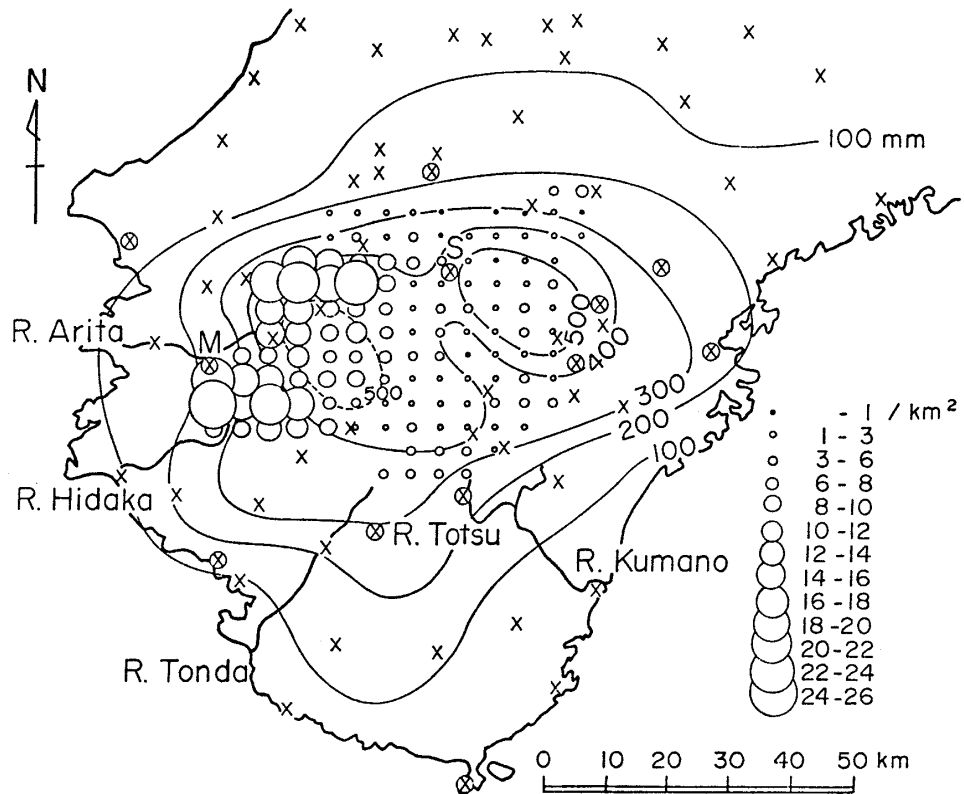 N
100 mm
S
R. Arita
M
500
400
500
300
200
100
R. Hidaka
R. Totsu
R. Kumano
R. Tonda
- 1 / km²
1 - 3
3 - 6
6 - 8
8 - 10
10 - 12
12 - 14
14 - 16
16 - 18
18 - 20
20 - 22
22 - 24
24 - 26
0 10 20 30 40 50 km